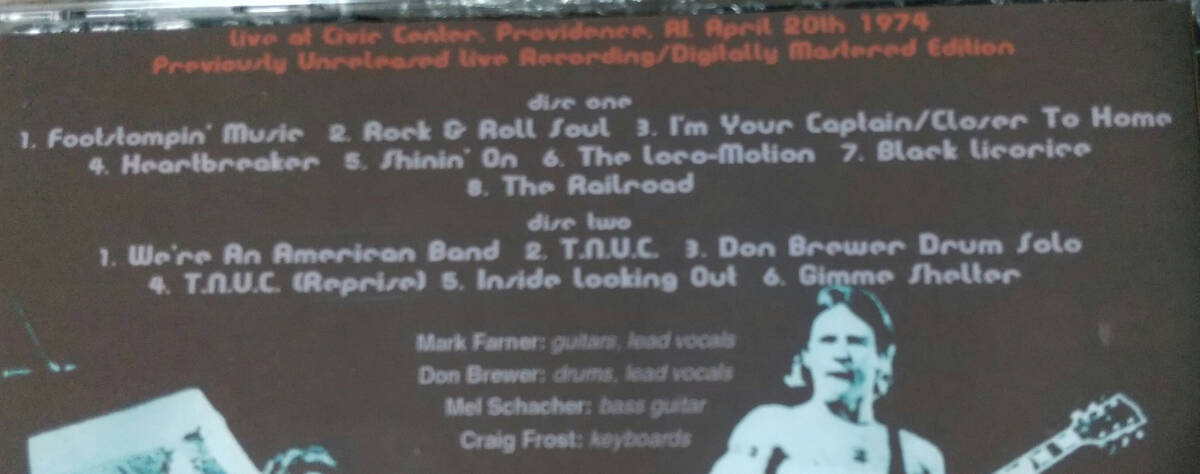 Live at Civic Center, Providence, RI. April 20th 1974
Previously Unreleased Live Recording/Digitally Mastered Edition
disc one
1. Footstompin' Music 2. Rock & Roll Soul 3. I'm Your Captain/Closer To Home
4. Heartbreaker 5. Shinin' On 6. The Loco-Motion 7. Black Licorice
8. The Railroad
disc two
1. We're An American Band 2. T.N.U.C. 3. Don Brewer Drum Solo
4. T.N.U.C. (Reprise) 5. Inside Looking Out 6. Gimme Shelter
Mark Farner: guitars, lead vocals
Don Brewer: drums, lead vocals
Mel Schacher: bass guitar
Craig Frost: keyboards